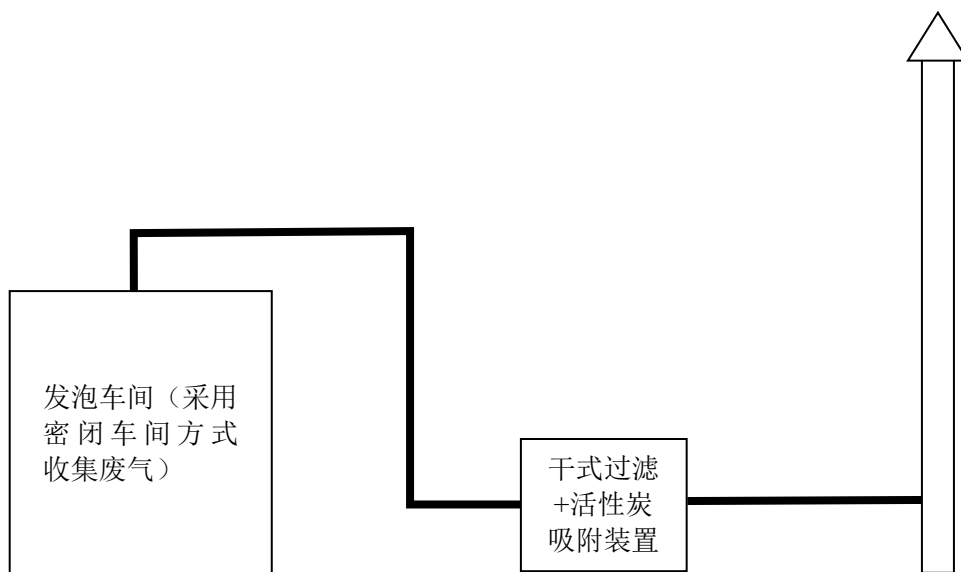 发泡车间（采用
密闭车间方式
收集废气）
干式过滤
+活性炭
吸附装置